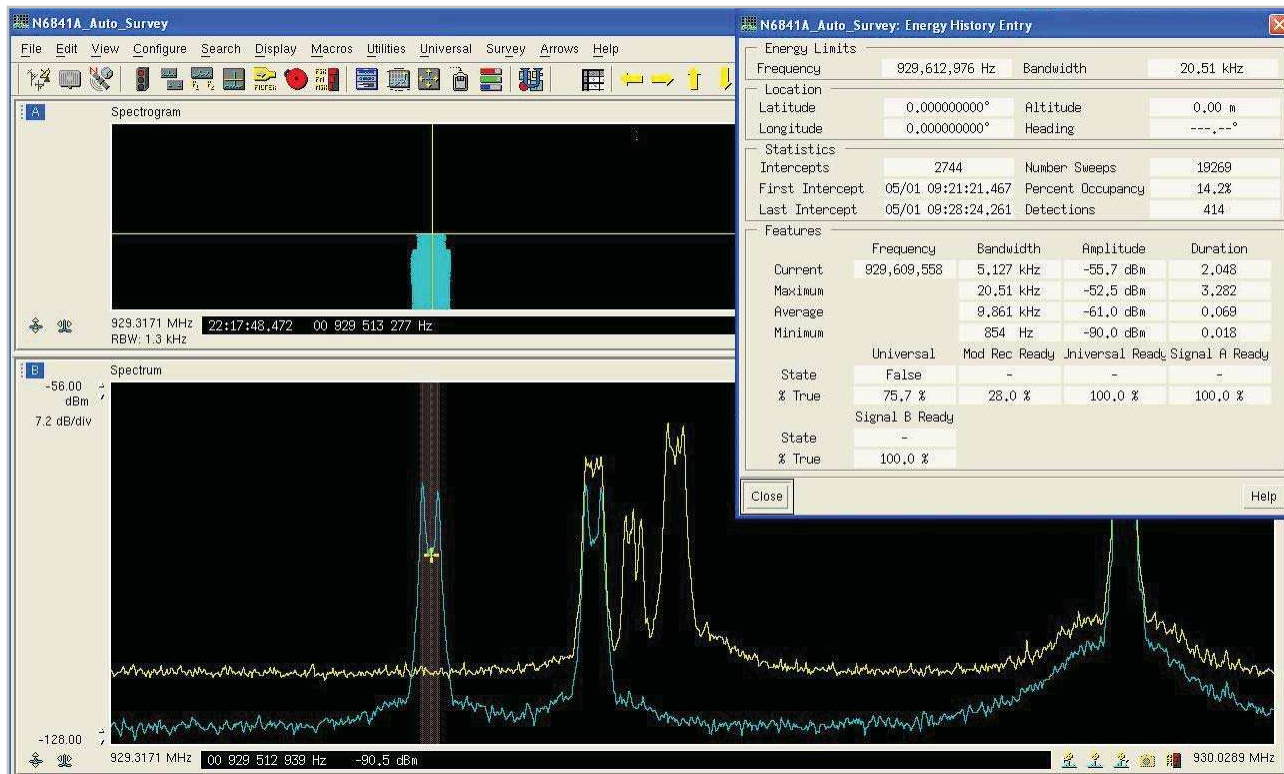 N6841A_Auto_Survey
File Edit View Configure Search Display Macros Utilities Universal Survey Arrows Help
A Spectrogram
929.3171 MHz 22:17:48.472 00 929 513 277 Hz
RBW: 1.3 kHz
B Spectrum
-56.00
dBm
7.2 dB/div
-128.00
929.3171 MHz 00 929 512 939 Hz -90.5 dBm 930.0289 MHz
N6841A_Auto_Survey: Energy History Entry
Energy Limits
Frequency 929,612,976 Hz Bandwidth 20.51 kHz
Location
Latitude 0.000000000° Altitude 0.00 m
Longitude 0.000000000° Heading ---.--°
Statistics
Intercepts 2744 Number Sweeps 19269
First Intercept 05/01 09:21:21.467 Percent Occupancy 14.2%
Last Intercept 05/01 09:28:24.261 Detections 414
Features
Frequency Bandwidth Amplitude Duration
Current 929,609,558 5.127 kHz -55.7 dBm 2.048
Maximum 20.51 kHz -52.5 dBm 3.282
Average 9.861 kHz -61.0 dBm 0.069
Minimum 854 Hz -90.0 dBm 0.018
Universal Mod Rec Ready Universal Ready Signal A Ready
State False - - -
% True 75.7 % 28.0 % 100.0 % 100.0 %
Signal B Ready
State -
% True 100.0 %
Close Help